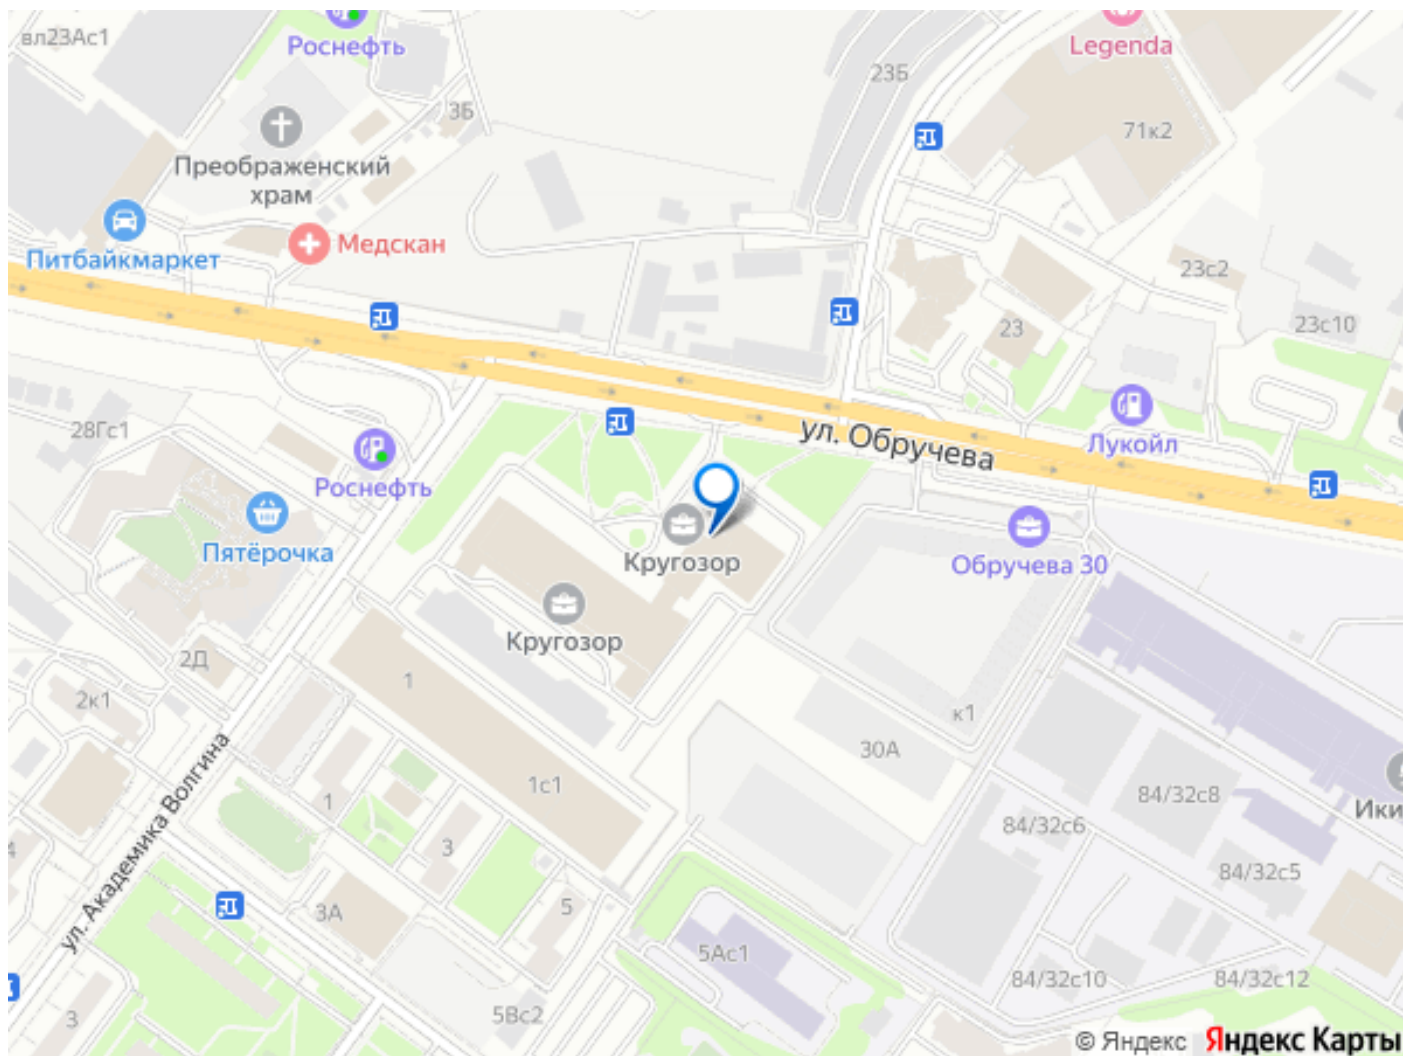 вл23Ас1
Роснефть
Legenda
23Б
3Б
71к2
Преображенский
храм
Медскан
Питбайкмаркет
23с2
23с10
23
ул. Обручева
Лукойл
28Гс1
Роснефть
Пятёрочка
Кругозор
Обручева 30
Кругозор
2Д
2к1
1
к1
30А
1с1
84/32с8
84/32с6
84/32с5
Ики
1
3
ул. Академика Волгина
4
3А
5
5Ас1
84/32с10
84/32с12
5Вс2
3
© Яндекс Яндекс Карты